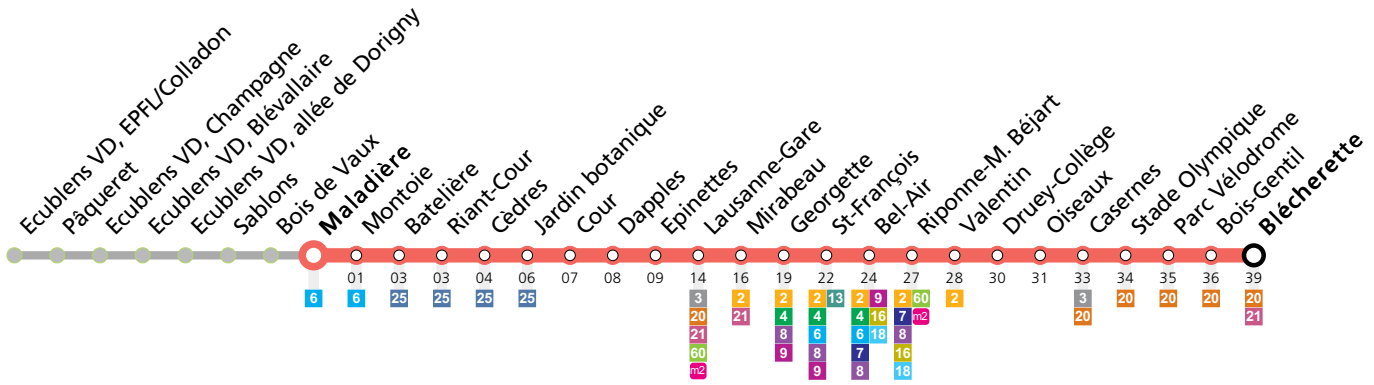 Ecublens VD, EPFL/Colladon
Pâqueret
Ecublens VD, Champagne
Ecublens VD, Blévallaire
Ecublens VD, allée de Dorigny
Sablons
Bois de Vaux
Maladière
Montoie
Batelière
Riant-Cour
Cèdres
Jardin botanique
Cour
Dapples
Epinettes
Lausanne-Gare
Mirabeau
Georgette
St-François
Bel-Air
Riponne-M. Béjart
Valentin
Druey-Collège
Oiseaux
Casernes
Stade Olympique
Parc Vélodrome
Bois-Gentil
Blécherette
01 03 03 04 06 07 08 09 14 16 19 22 24 27 28 30 31 33 34 35 36 39
6 6 25 25 25 25 3 2 2 2 13 2 9 2 60 2 3 20 20 20 20
20 21 4 4 4 16 7 m2 20 21
21 8 6 6 18 8
60 9 8 7 16
m2 9 8 18